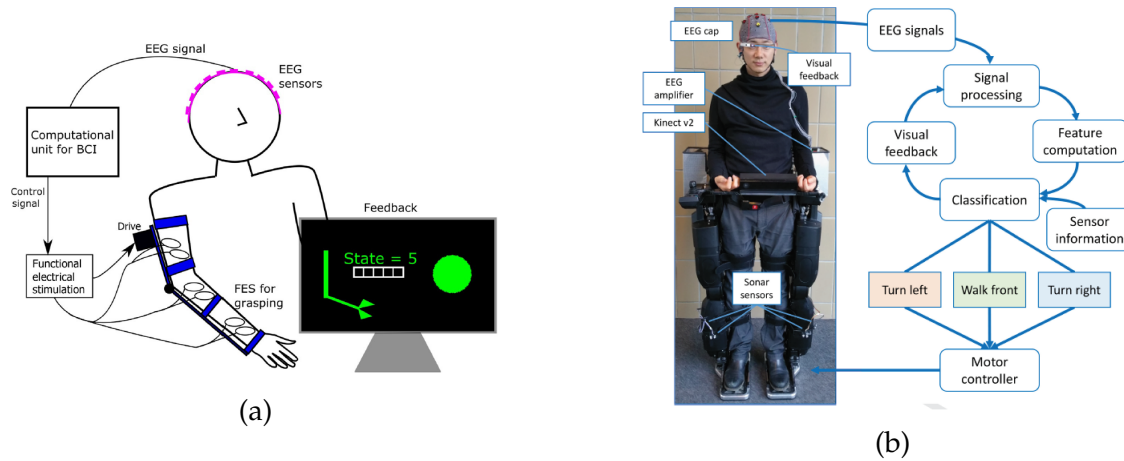 EEG signal
EEG
sensors
Computational
unit for BCI
Control
signal
Drive
Functional
electrical
stimulation
FES for
grasping
Feedback
State = 5
(a)
EEG cap
Visual
feedback
EEG
amplifier
Kinect v2
Sonar
sensors
EEG signals
Signal
processing
Visual
feedback
Feature
computation
Classification
Sensor
information
Turn left
Walk front
Turn right
Motor
controller
(b)